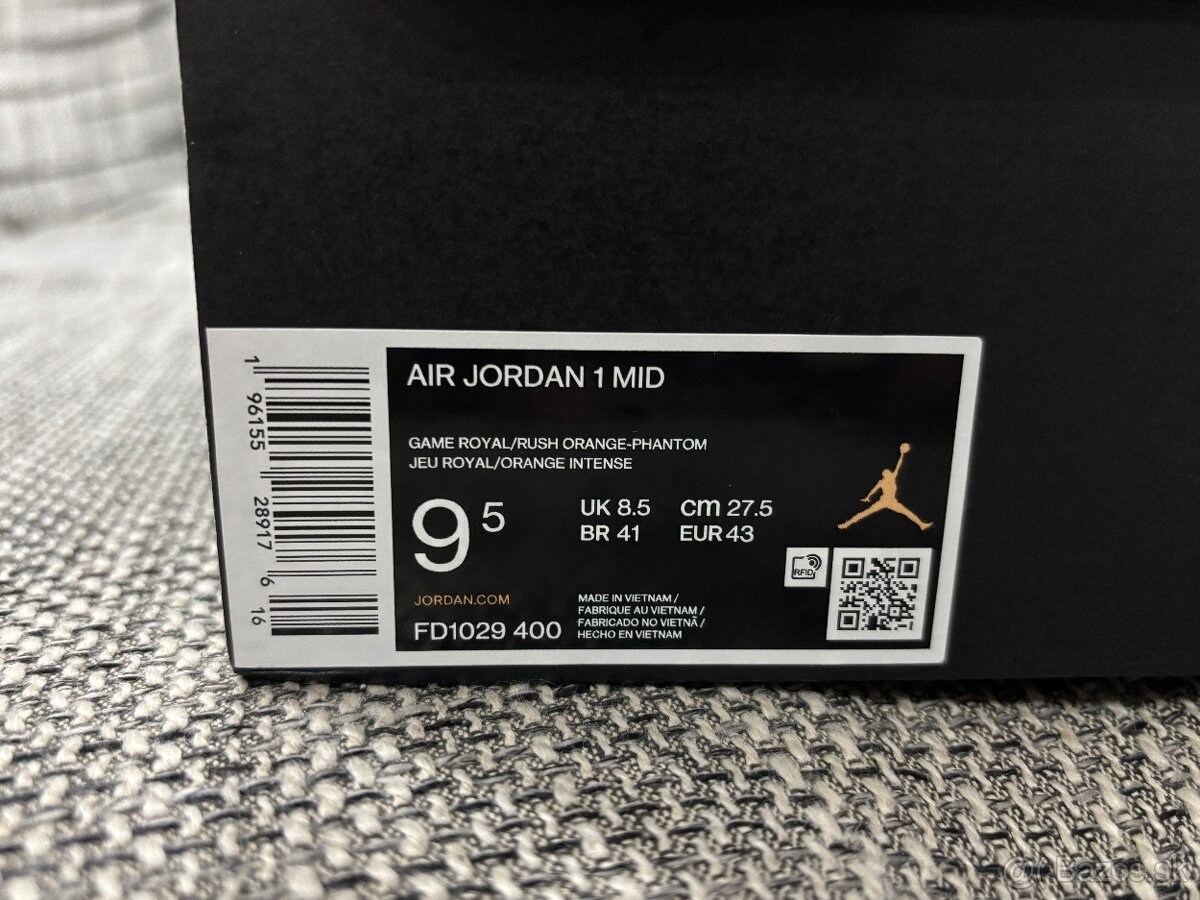 AIR JORDAN 1 MID
GAME ROYAL/RUSH ORANGE-PHANTOM
JEU ROYAL/ORANGE INTENSE
9 5
UK 8.5 cm 27.5
BR 41 EUR 43
RFID
JORDAN.COM
FD1029 400
MADE IN VIETNAM /
FABRIQUE AU VIETNAM /
FABRICADO NO VIETNÃ /
HECHO EN VIETNAM
1 96155 28917 6 16
Bazos.sk